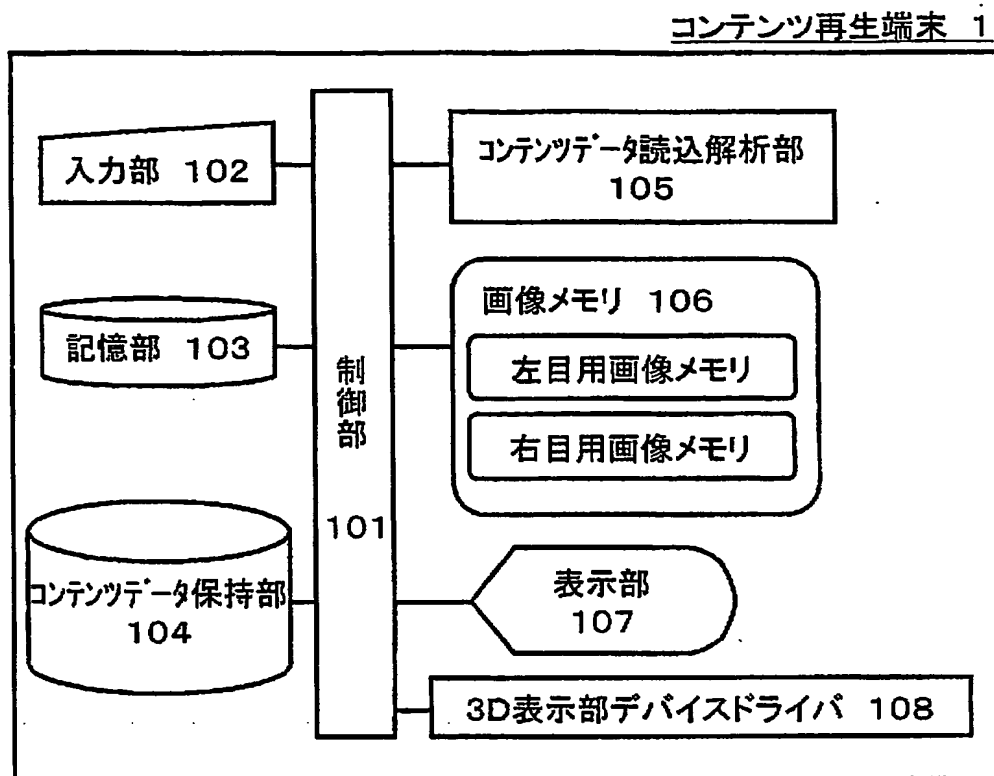 コンテンツ再生端末 1
入力部 102
コンテンツデータ読込解析部
105
画像メモリ 106
記憶部 103
左目用画像メモリ
右目用画像メモリ
制御部
101
コンテンツデータ保持部
104
表示部
107
3D表示部デバイスドライバ 108